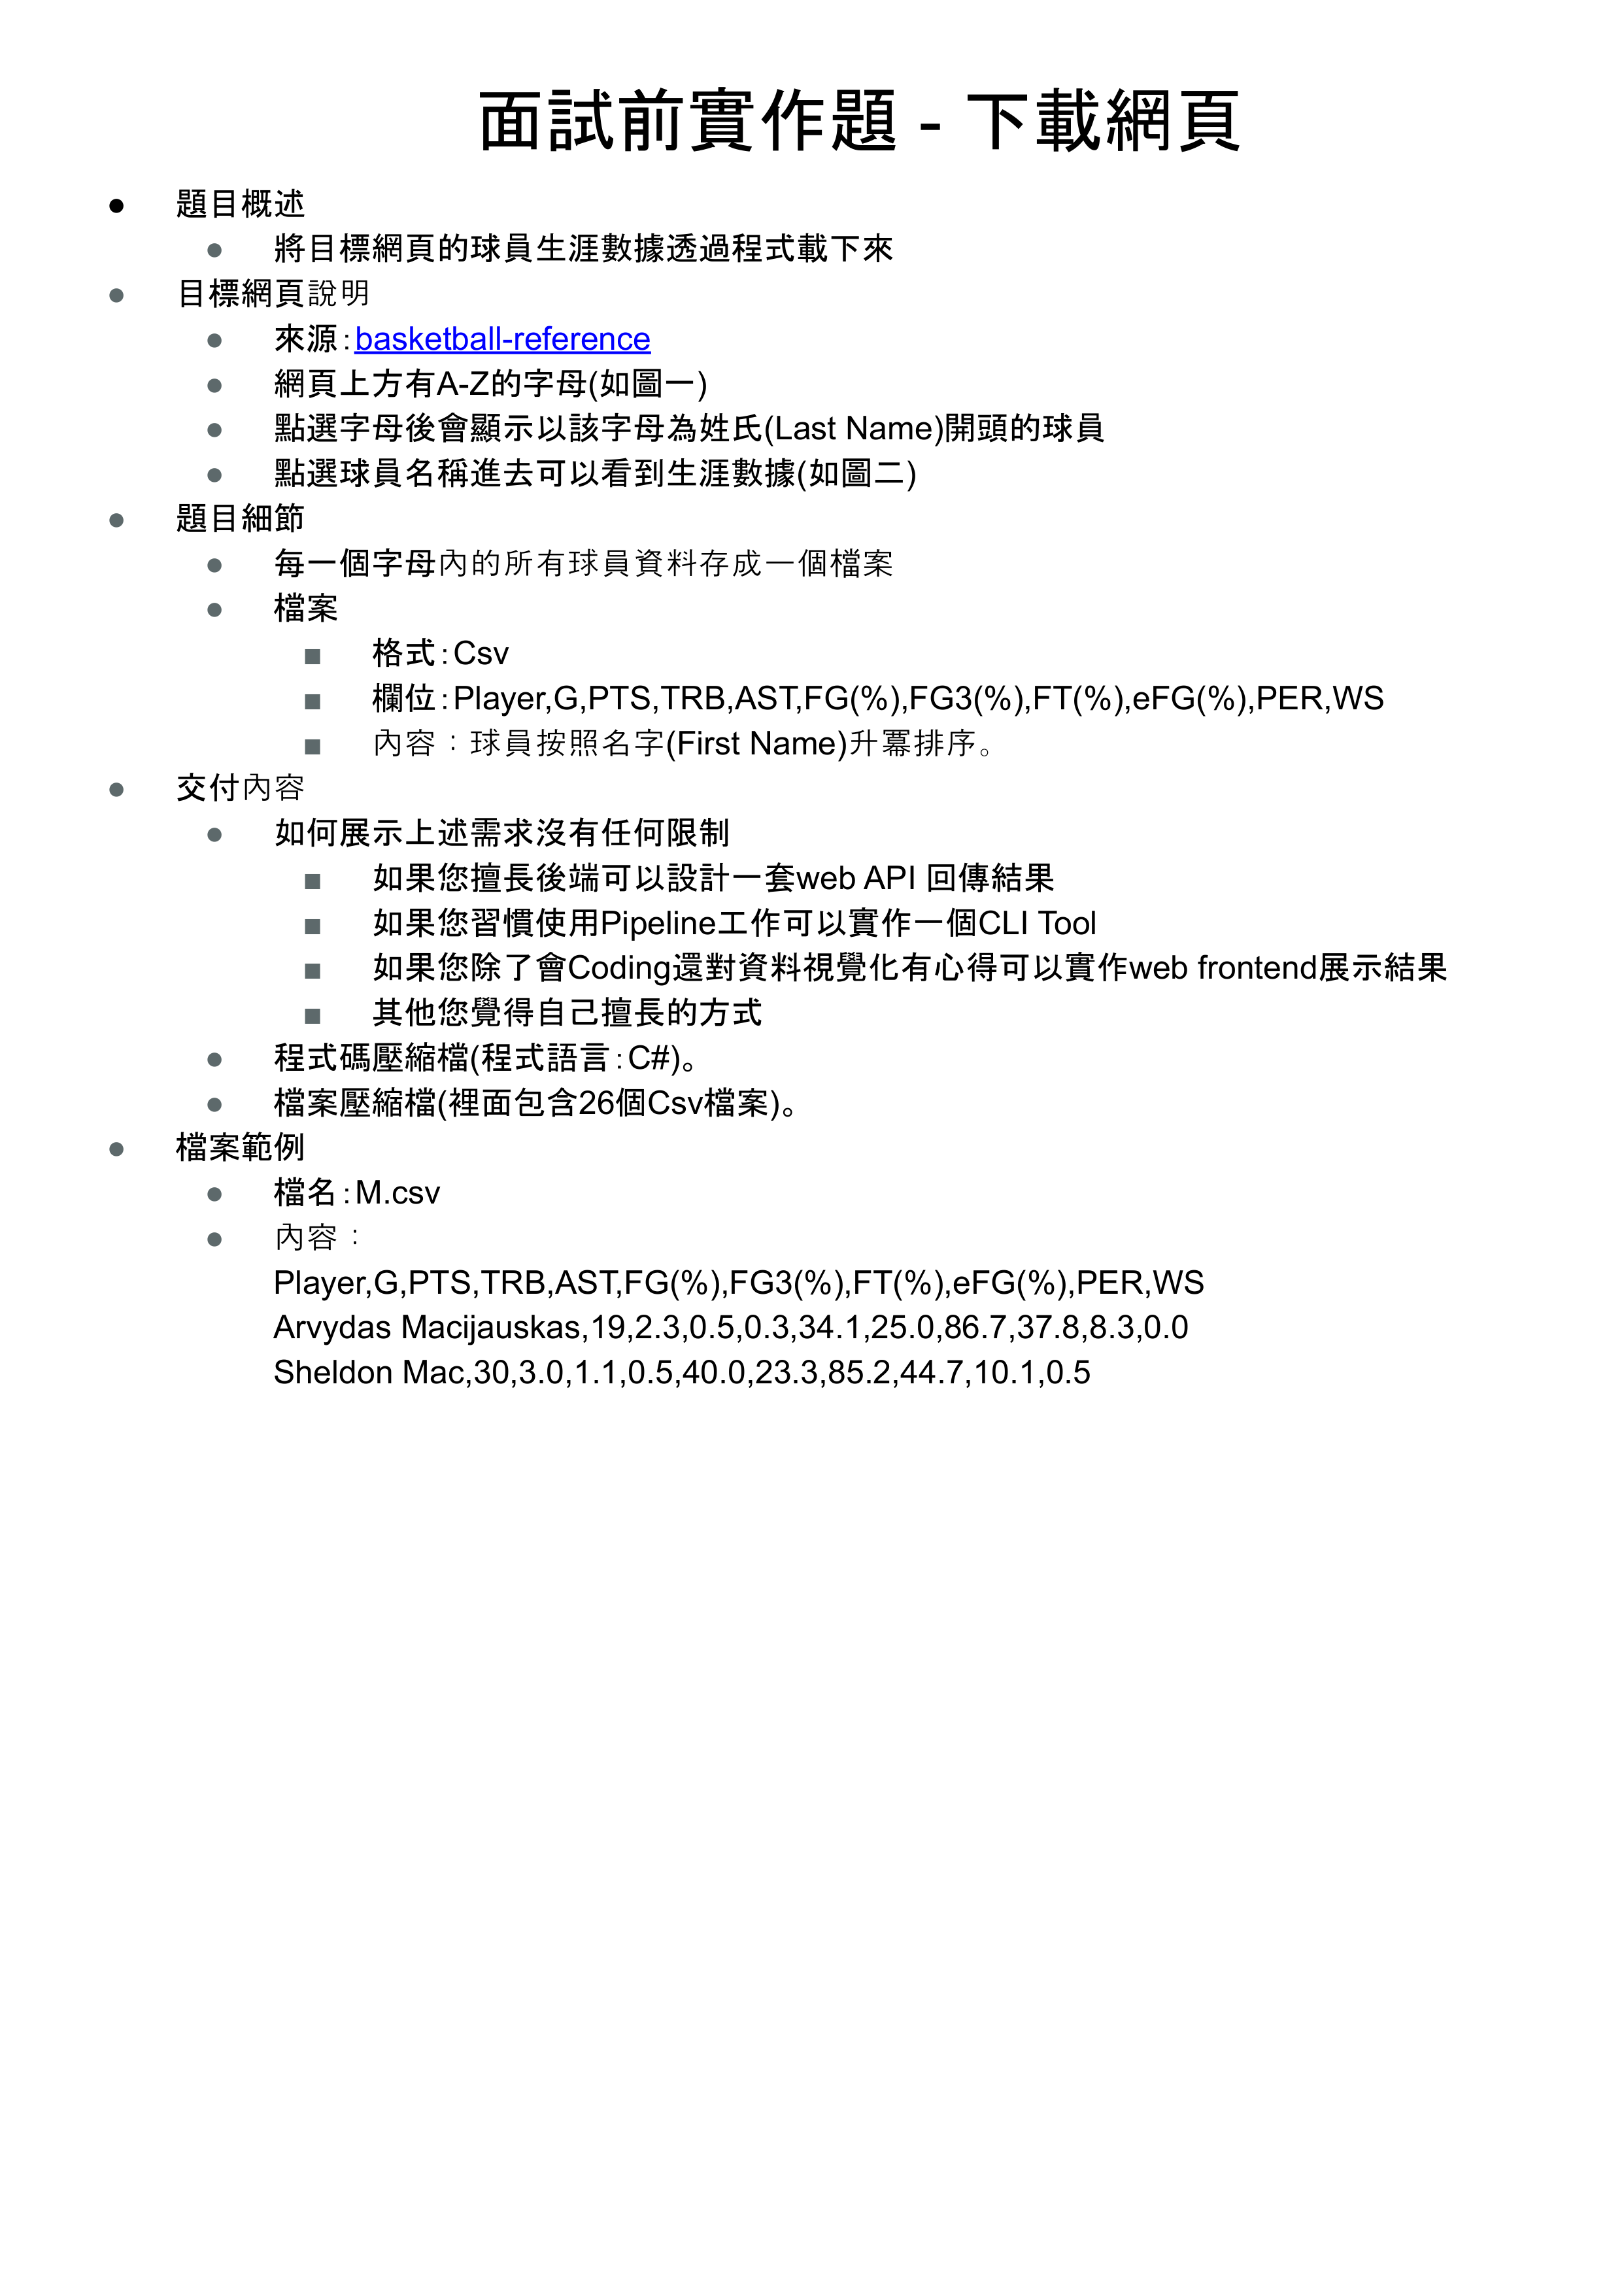 面試前實作題 - 下載網頁
● 題目概述
● 將目標網頁的球員生涯數據透過程式載下來
● 目標網頁說明
● 來源：basketball-reference
● 網頁上方有A-Z的字母(如圖一)
● 點選字母後會顯示以該字母為姓氏(Last Name)開頭的球員
● 點選球員名稱進去可以看到生涯數據(如圖二)
● 題目細節
● 每一個字母內的所有球員資料存成一個檔案
● 檔案
■ 格式：Csv
■ 欄位：Player,G,PTS,TRB,AST,FG(%),FG3(%),FT(%),eFG(%),PER,WS
■ 內容：球員按照名字(First Name)升冪排序。
● 交付內容
● 如何展示上述需求沒有任何限制
■ 如果您擅長後端可以設計一套web API 回傳結果
■ 如果您習慣使用Pipeline工作可以實作一個CLI Tool
■ 如果您除了會Coding還對資料視覺化有心得可以實作web frontend展示結果
■ 其他您覺得自己擅長的方式
● 程式碼壓縮檔(程式語言：C#)。
● 檔案壓縮檔(裡面包含26個Csv檔案)。
● 檔案範例
● 檔名：M.csv
● 內容：
Player,G,PTS,TRB,AST,FG(%),FG3(%),FT(%),eFG(%),PER,WS
Arvydas Macijauskas,19,2.3,0.5,0.3,34.1,25.0,86.7,37.8,8.3,0.0
Sheldon Mac,30,3.0,1.1,0.5,40.0,23.3,85.2,44.7,10.1,0.5